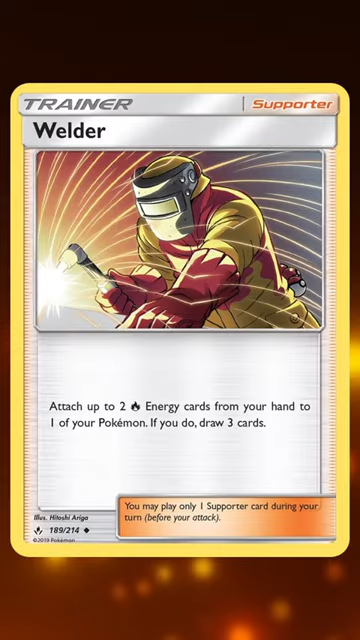 TRAINER Supporter
Welder
Attach up to 2 Energy cards from your hand to
1 of your Pokémon. If you do, draw 3 cards.
You may play only 1 Supporter card during your
turn (before your attack).
Illus. Hitoshi Ariga
189/214
©2019 Pokémon